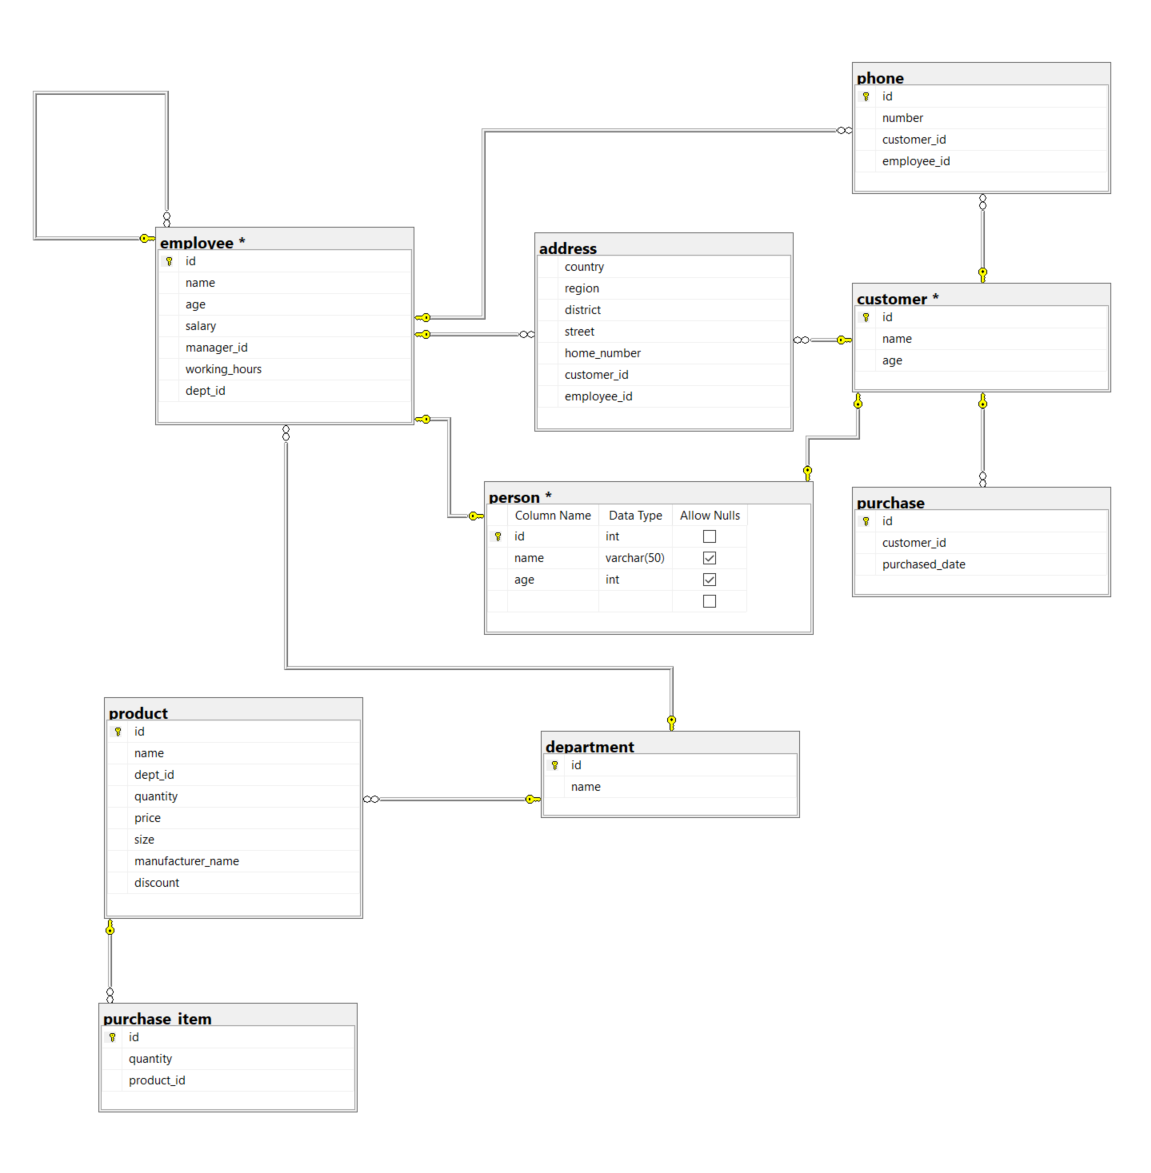 phone
id
number
customer_id
employee_id
employee *
id
name
age
salary
manager_id
working_hours
dept_id
address
country
region
district
street
home_number
customer_id
employee_id
customer *
id
name
age
person *
Column Name Data Type Allow Nulls
id int
name varchar(50)
age int
purchase
id
customer_id
purchased_date
product
id
name
dept_id
quantity
price
size
manufacturer_name
discount
department
id
name
purchase_item
id
quantity
product_id